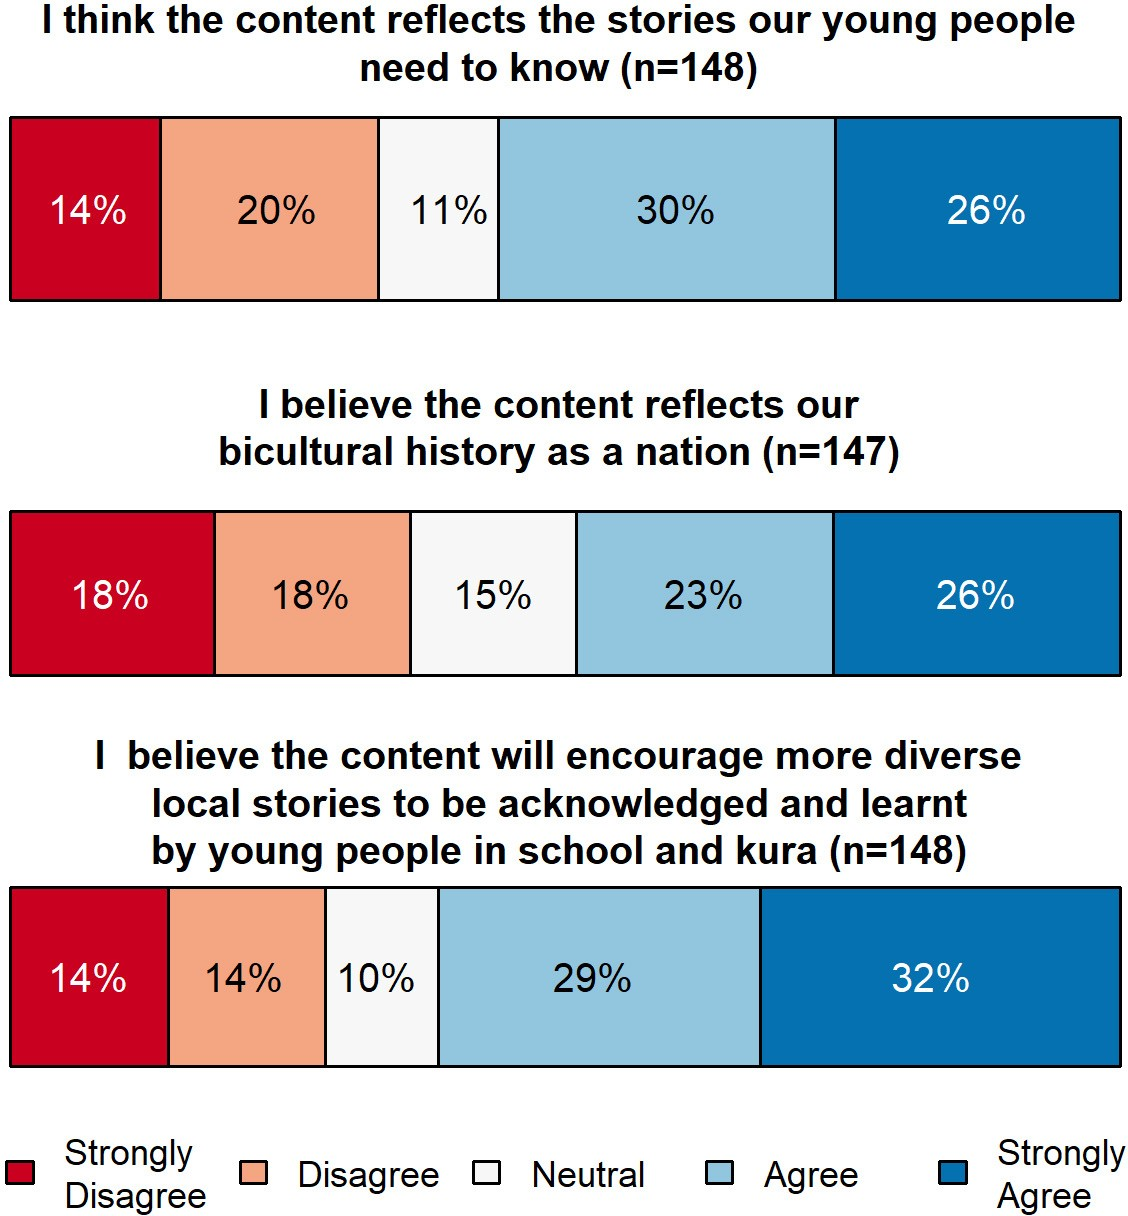 I think the content reflects the stories our young people
need to know (n=148)
14% 20% 11% 30% 26%
I believe the content reflects our
bicultural history as a nation (n=147)
18% 18% 15% 23% 26%
I  believe the content will encourage more diverse
local stories to be acknowledged and learnt
by young people in school and kura (n=148)
14% 14% 10% 29% 32%
Strongly
Disagree
Disagree
Neutral
Agree
Strongly
Agree